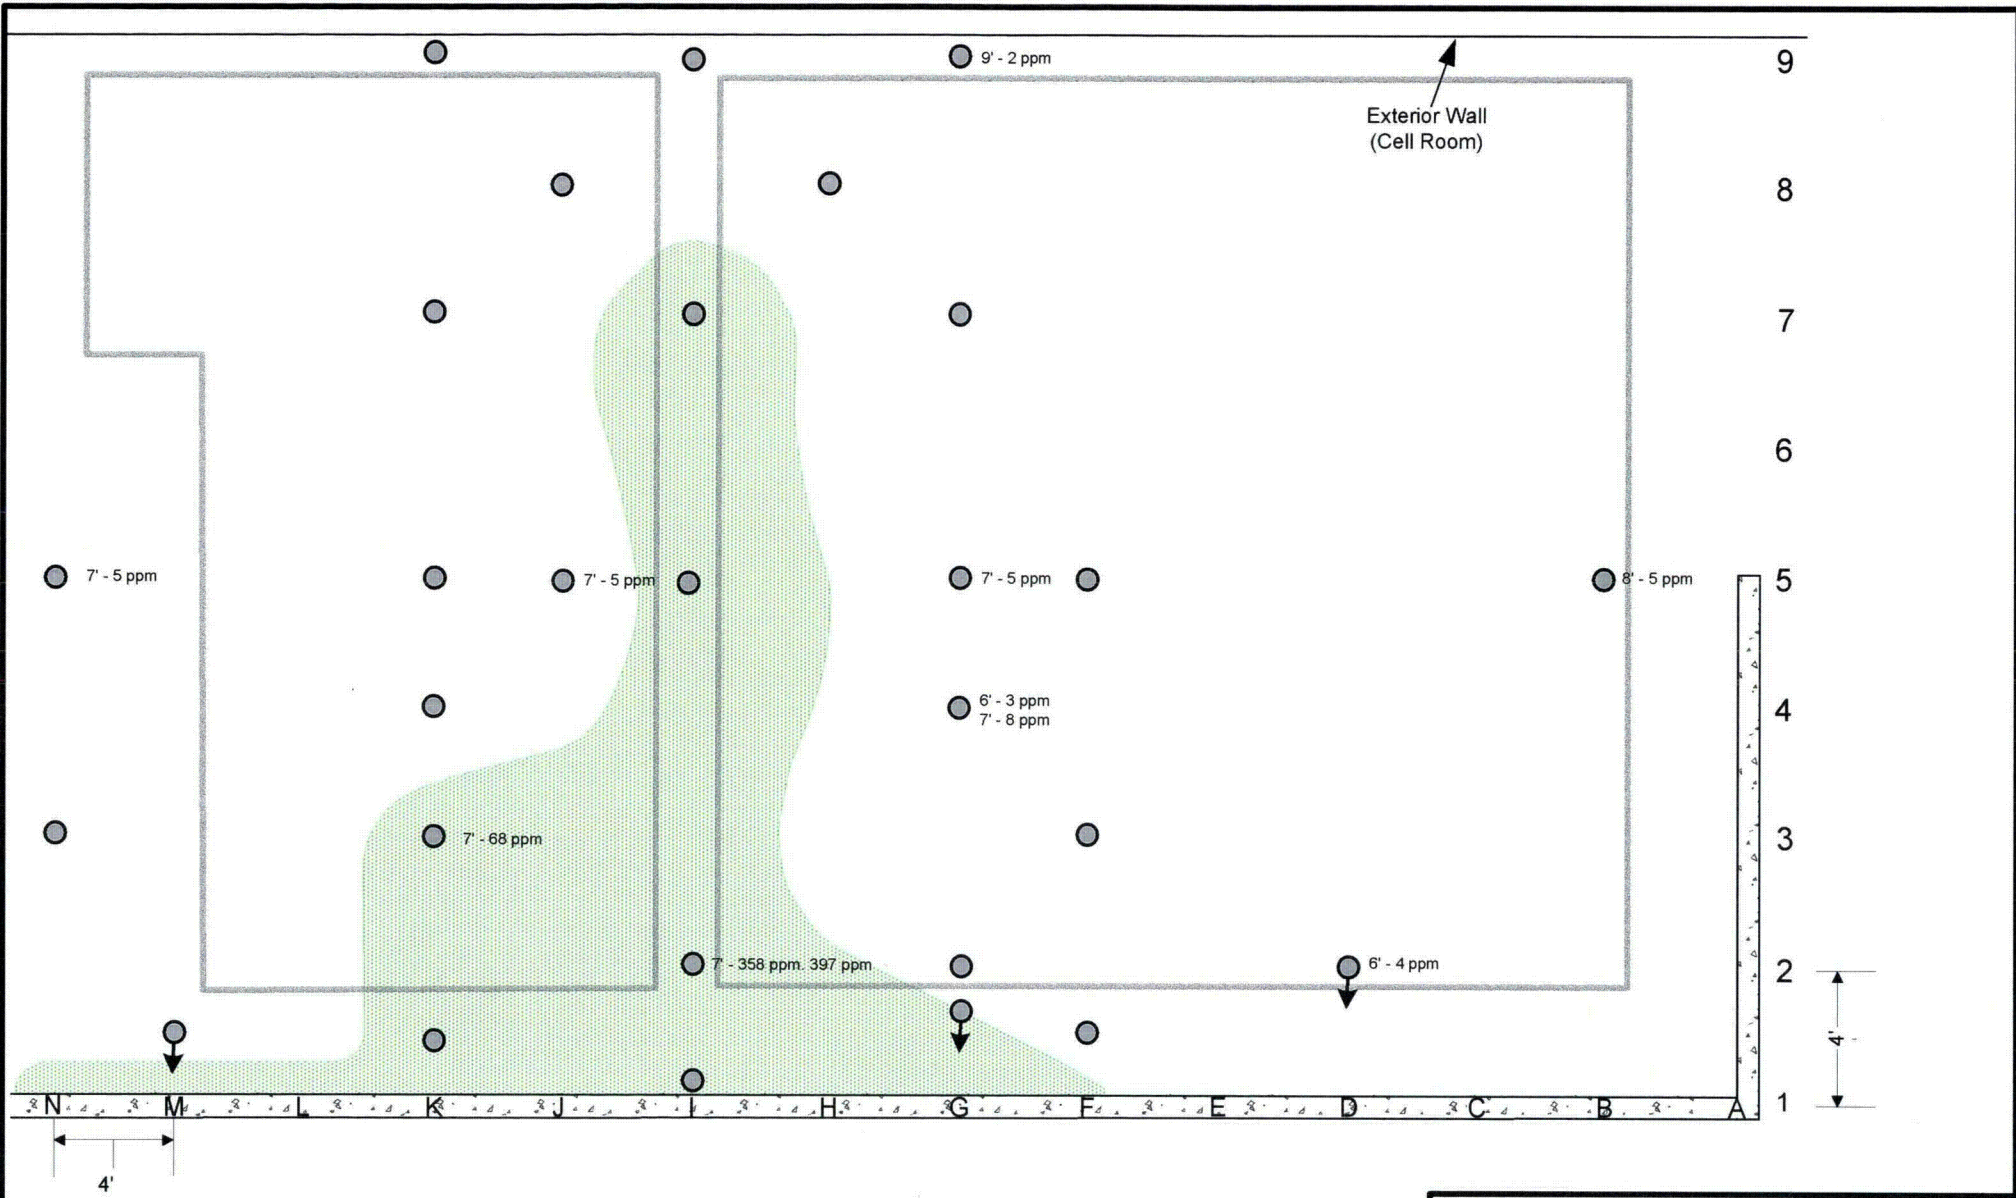 9' - 2 ppm
9
Exterior Wall
(Cell Room)
8
7
6
7' - 5 ppm
7' - 5 ppm
7' - 5 ppm
8' - 5 ppm
5
6' - 3 ppm
7' - 8 ppm
4
7' - 68 ppm
3
7' - 358 ppm. 397 ppm
6' - 4 ppm
2
4'
N M L K J I H G F E D C B A 1
4'